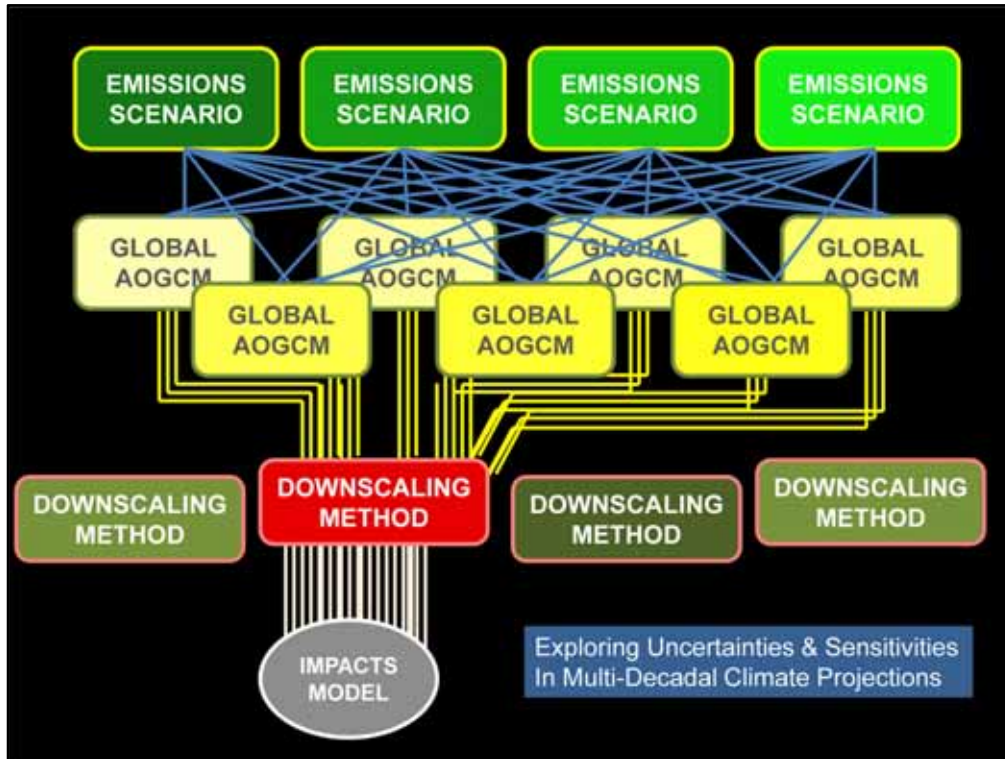 EMISSIONS
SCENARIO
EMISSIONS
SCENARIO
EMISSIONS
SCENARIO
EMISSIONS
SCENARIO
GLOBAL
AOGCM
GLOBAL
AOGCM
GLOBAL
AOGCM
GLOBAL
AOGCM
GLOBAL
AOGCM
GLOBAL
AOGCM
GLOBAL
AOGCM
DOWNSCALING
METHOD
DOWNSCALING
METHOD
DOWNSCALING
METHOD
DOWNSCALING
METHOD
IMPACTS
MODEL
Exploring Uncertainties & Sensitivities
In Multi-Decadal Climate Projections